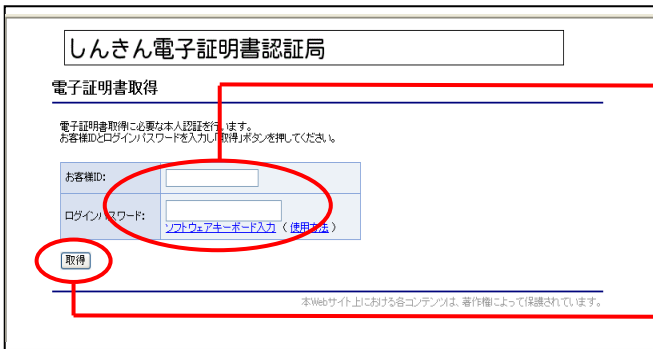 しんきん電子証明書認証局
電子証明書取得
電子証明書取得に必要な本人認証を行います。
お客様IDとログインパスワードを入力し「取得」ボタンを押してください。
お客様ID:
ログインパスワード:
ソフトウェアキーボード入力 (使用方法)
取得
本Webサイト上における各コンテンツは、著作権によって保護されています。